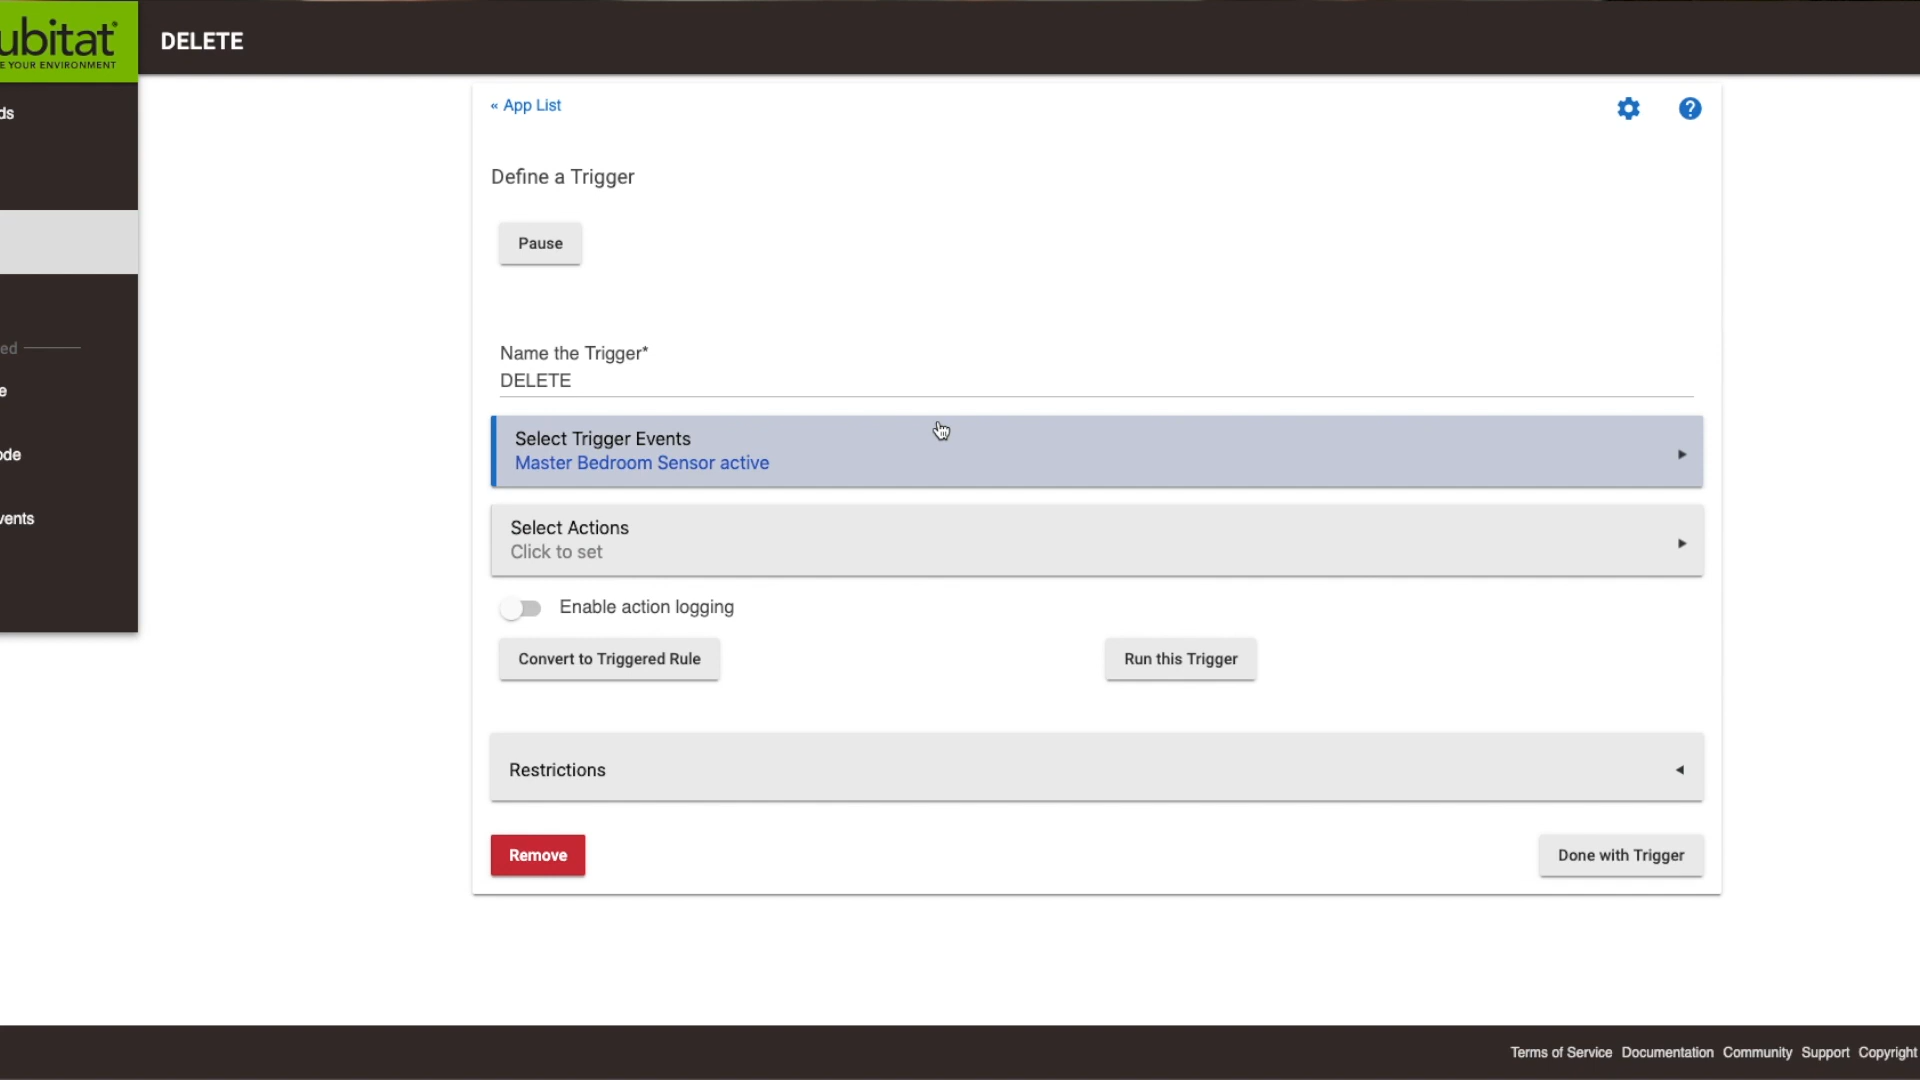 ubitat®
E YOUR ENVIRONMENT
DELETE
ds
« App List
Define a Trigger
Pause
ed
Name the Trigger*
DELETE
e
Select Trigger Events
Master Bedroom Sensor active
ode
vents
Select Actions
Click to set
Enable action logging
Convert to Triggered Rule
Run this Trigger
Restrictions
Remove
Done with Trigger
Terms of Service Documentation Community Support Copyright